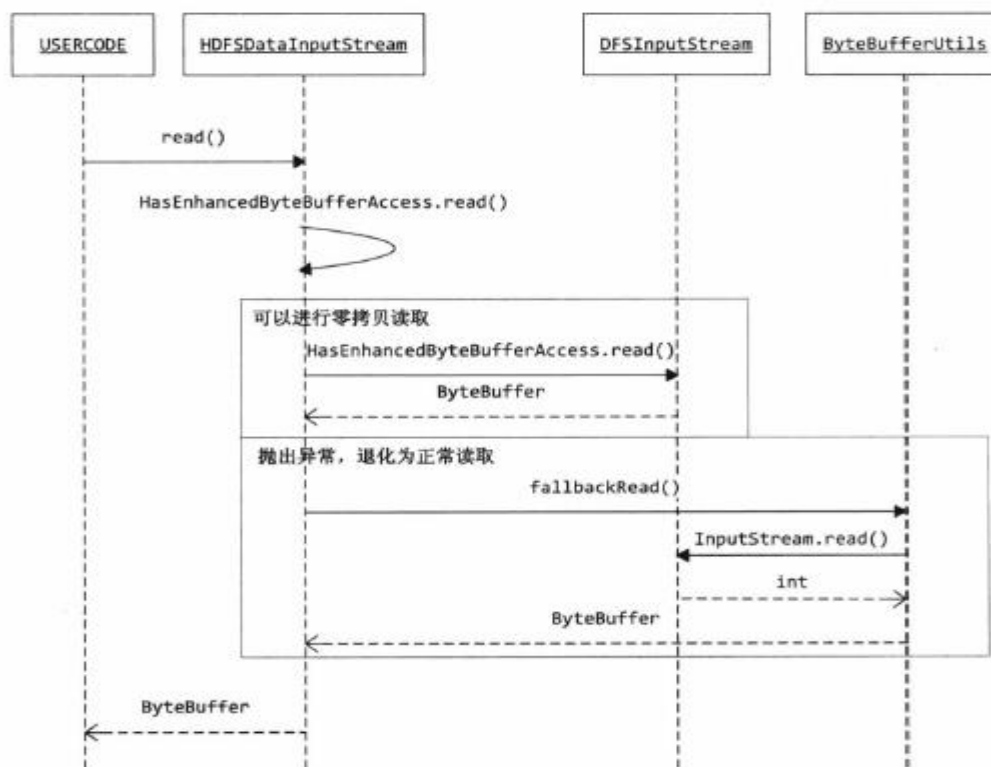 USERCODE
HDFSDataInputStream
DFSInputStream
ByteBufferUtils
read()
HasEnhancedByteBufferAccess.read()
可以进行零拷贝读取
HasEnhancedByteBufferAccess.read()
ByteBuffer
抛出异常，退化为正常读取
fallbackRead()
InputStream.read()
int
ByteBuffer
ByteBuffer